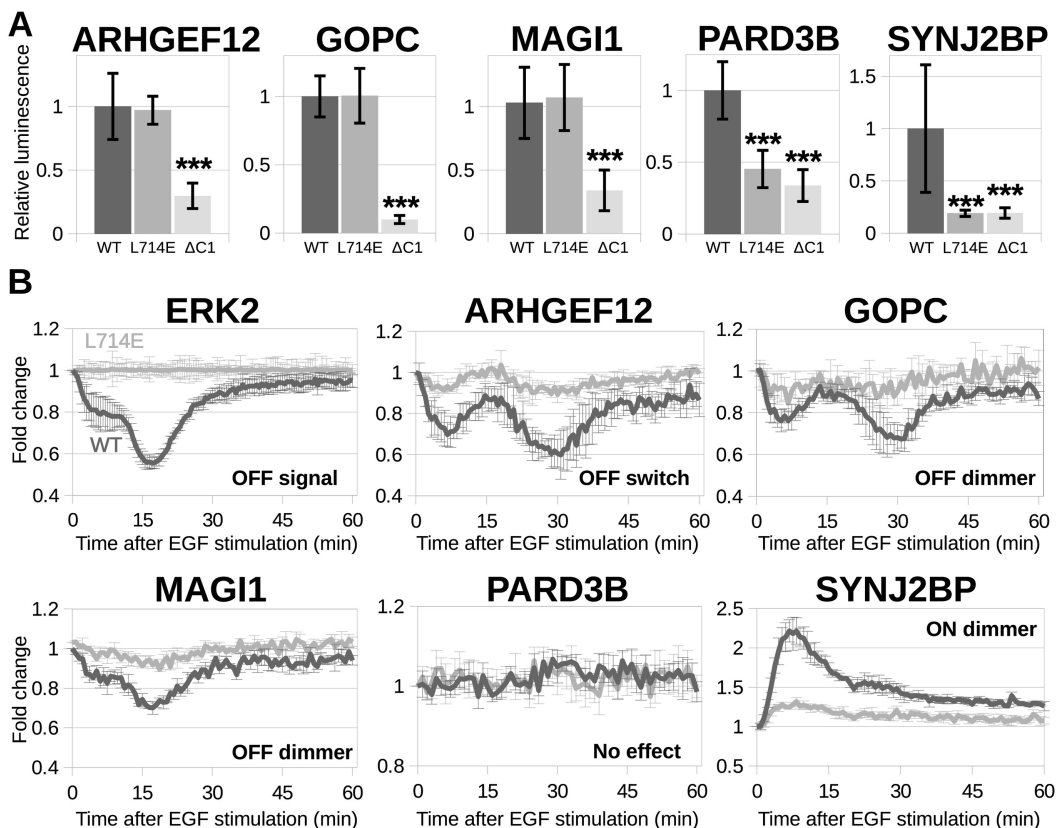 A
ARHGEF12 GOPC MAGI1 PARD3B SYNJ2BP
Relative luminescence
1
0.5
0
***
WT L714E ΔC1
1
0.5
0
***
WT L714E ΔC1
1
0.5
0
***
WT L714E ΔC1
1
0.5
0
*** ***
WT L714E ΔC1
1.5
1
0.5
0
*** ***
WT L714E ΔC1
B
ERK2
Fold change
1.2
1
0.8
0.6
0.4
L714E
WT
OFF signal
0 15 30 45 60
Time after EGF stimulation (min)
ARHGEF12
1.2
1
0.8
0.6
0.4
OFF switch
0 15 30 45 60
Time after EGF stimulation (min)
GOPC
1.2
1
0.8
0.6
0.4
OFF dimmer
0 15 30 45 60
Time after EGF stimulation (min)
MAGI1
Fold change
1.2
1
0.8
0.6
0.4
OFF dimmer
0 15 30 45 60
Time after EGF stimulation (min)
PARD3B
1.2
1
0.8
No effect
0 15 30 45 60
Time after EGF stimulation (min)
SYNJ2BP
2.5
2
1.5
1
0.5
ON dimmer
0 15 30 45 60
Time after EGF stimulation (min)